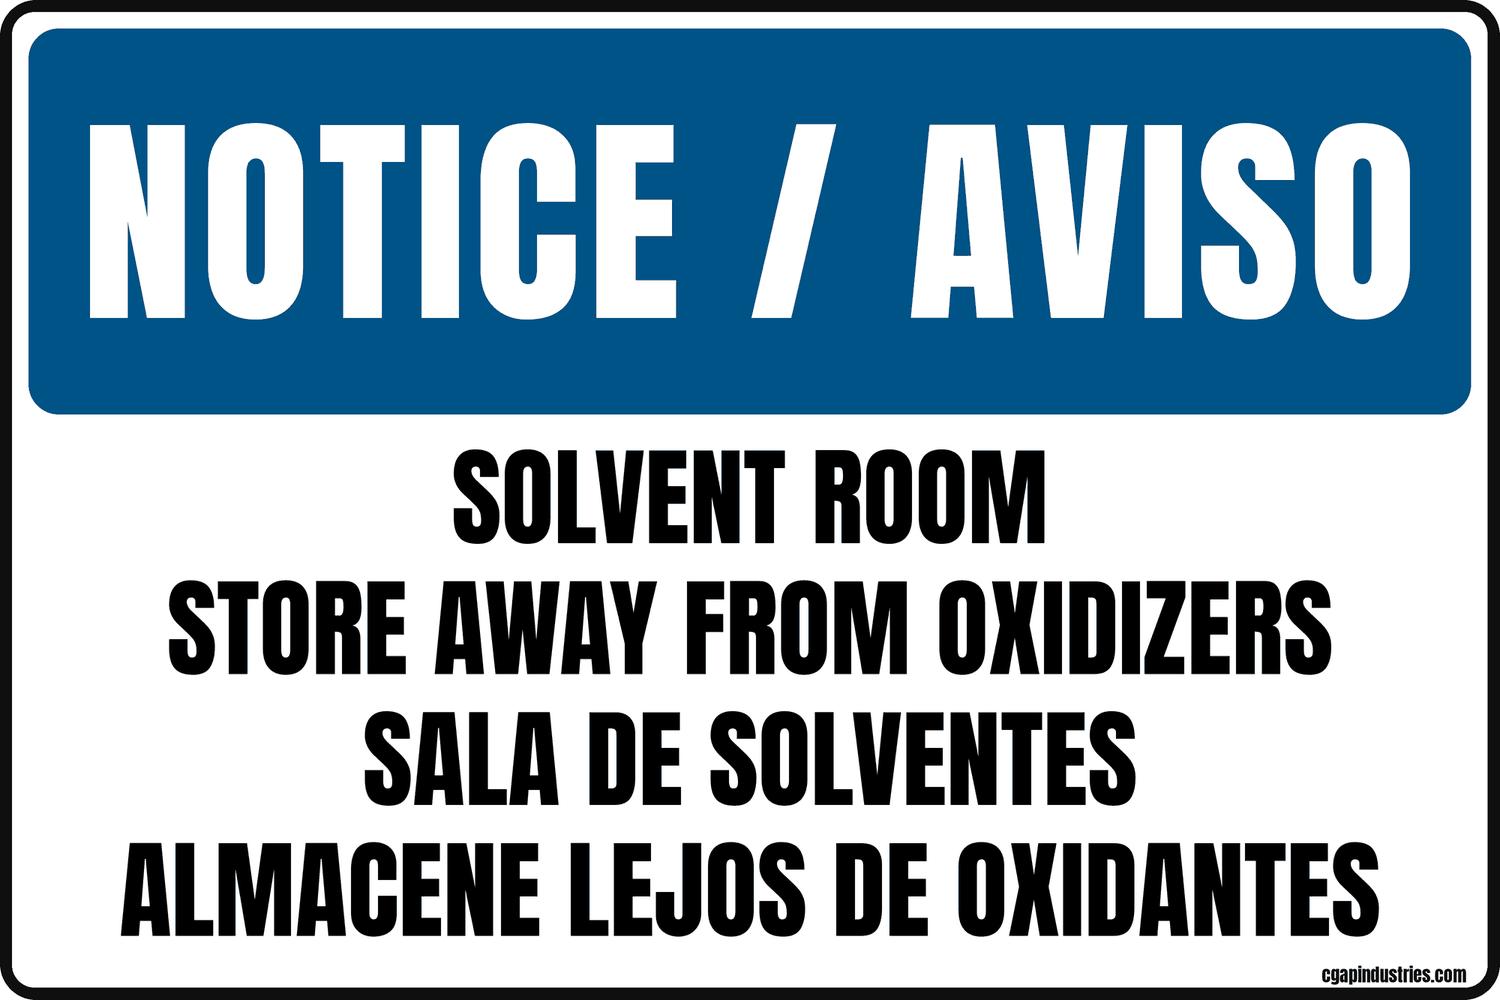 NOTICE / AVISO
SOLVENT ROOM
STORE AWAY FROM OXIDIZERS
SALA DE SOLVENTES
ALMACENE LEJOS DE OXIDANTES
cgapindustries.com